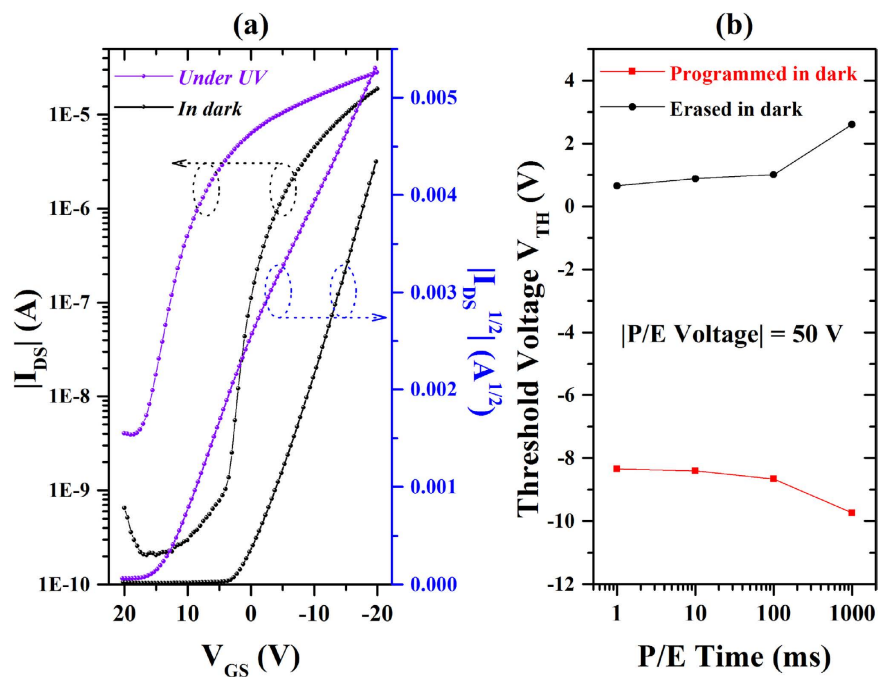 (a)
Under UV
In dark
1E-5
1E-6
1E-7
1E-8
1E-9
1E-10
|I_DS| (A)
20 10 0 -10 -20
V_GS (V)
0.005
0.004
0.003
0.002
0.001
0.000
|I_DS^1/2| (A^1/2)
(b)
Programmed in dark
Erased in dark
|P/E Voltage| = 50 V
4
2
0
-2
-4
-6
-8
-10
-12
Threshold Voltage V_TH (V)
1 10 100 1000
P/E Time (ms)